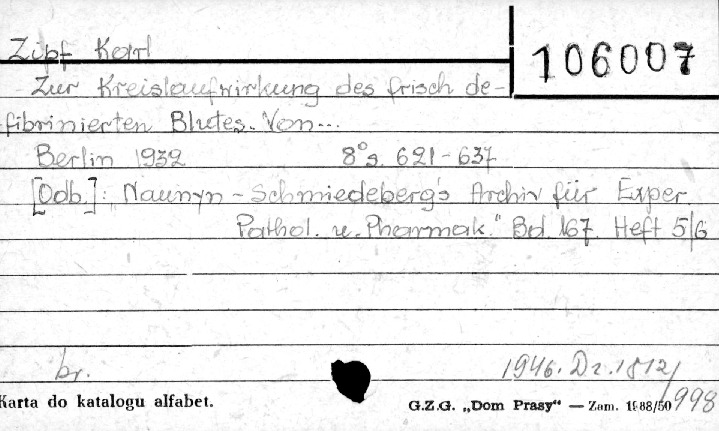 Zipf Karl
106007
Zur Kreislaufwirkung des frisch de-
fibrinierten Blutes. Von...
Berlin 1932 8° s. 621-637
[Odb.]: Naunyn-Schmiedeberg's Archiv für Exper.
Pathol. u. Pharmak." Bd. 167. Heft 5/6
br. 1946. Dz. 1812/
998
Karta do katalogu alfabet. G.Z.G. „Dom Prasy" — Zam. 1988/50